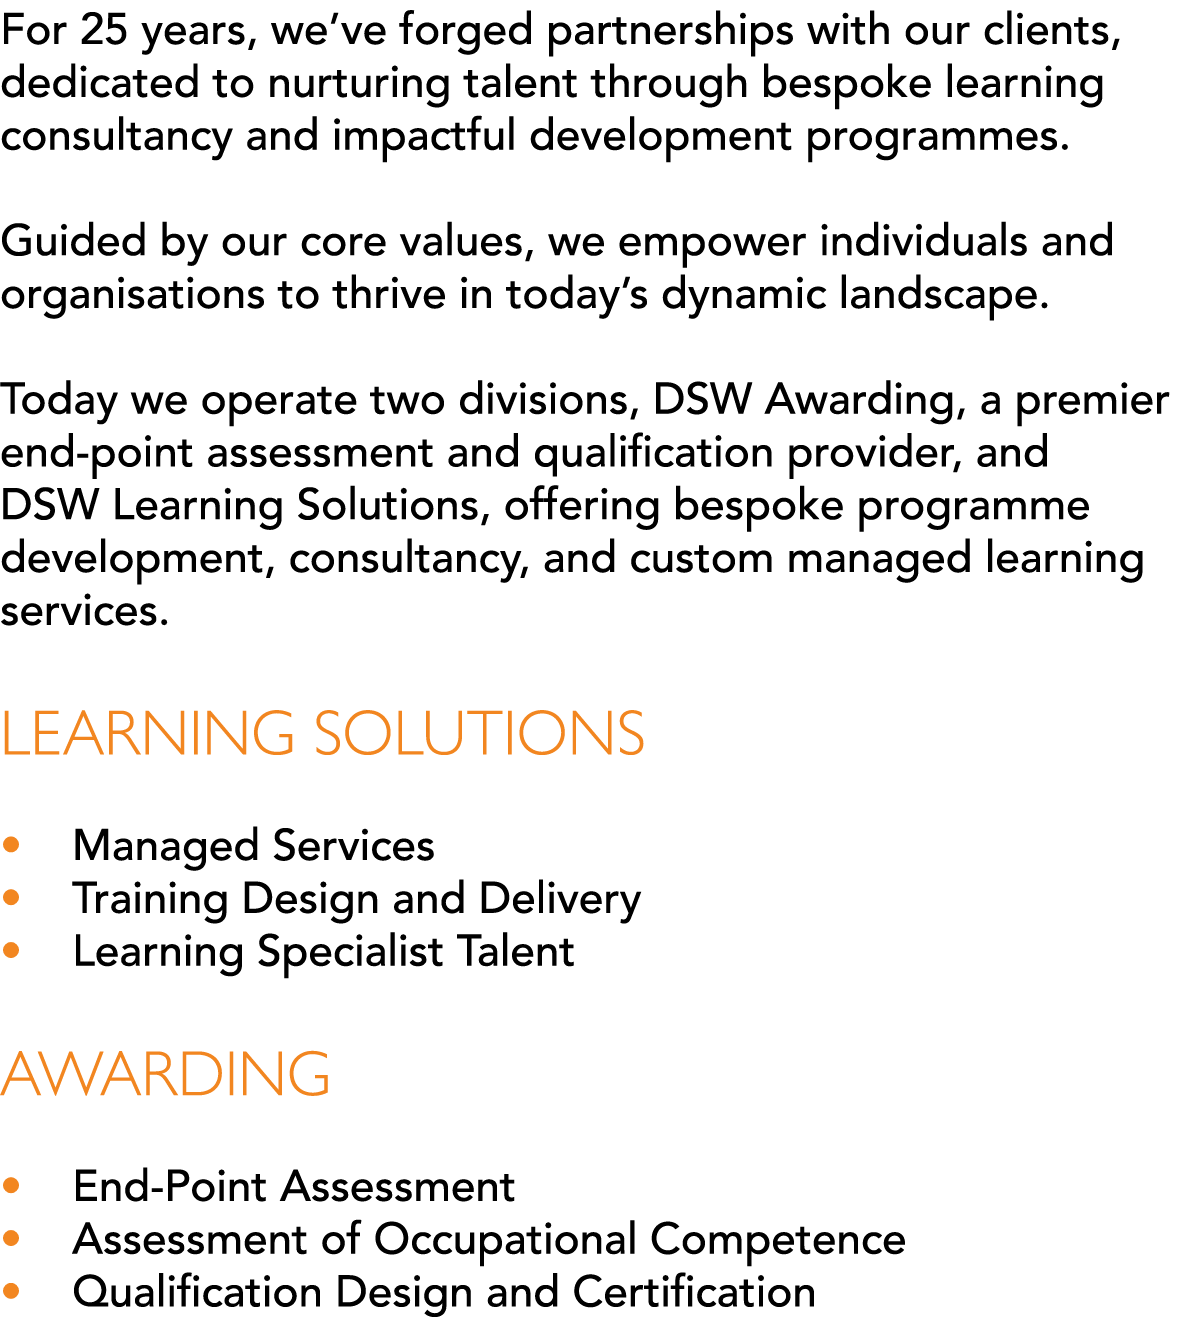 For 25 years, we’ve forged partnerships with our clients,
dedicated to nurturing talent through bespoke learning
consultancy and impactful development programmes.
Guided by our core values, we empower individuals and
organisations to thrive in today’s dynamic landscape.
Today we operate two divisions, DSW Awarding, a premier
end-point assessment and qualification provider, and
DSW Learning Solutions, offering bespoke programme
development, consultancy, and custom managed learning
services.
LEARNING SOLUTIONS
• Managed Services
• Training Design and Delivery
• Learning Specialist Talent
AWARDING
• End-Point Assessment
• Assessment of Occupational Competence
• Qualification Design and Certification